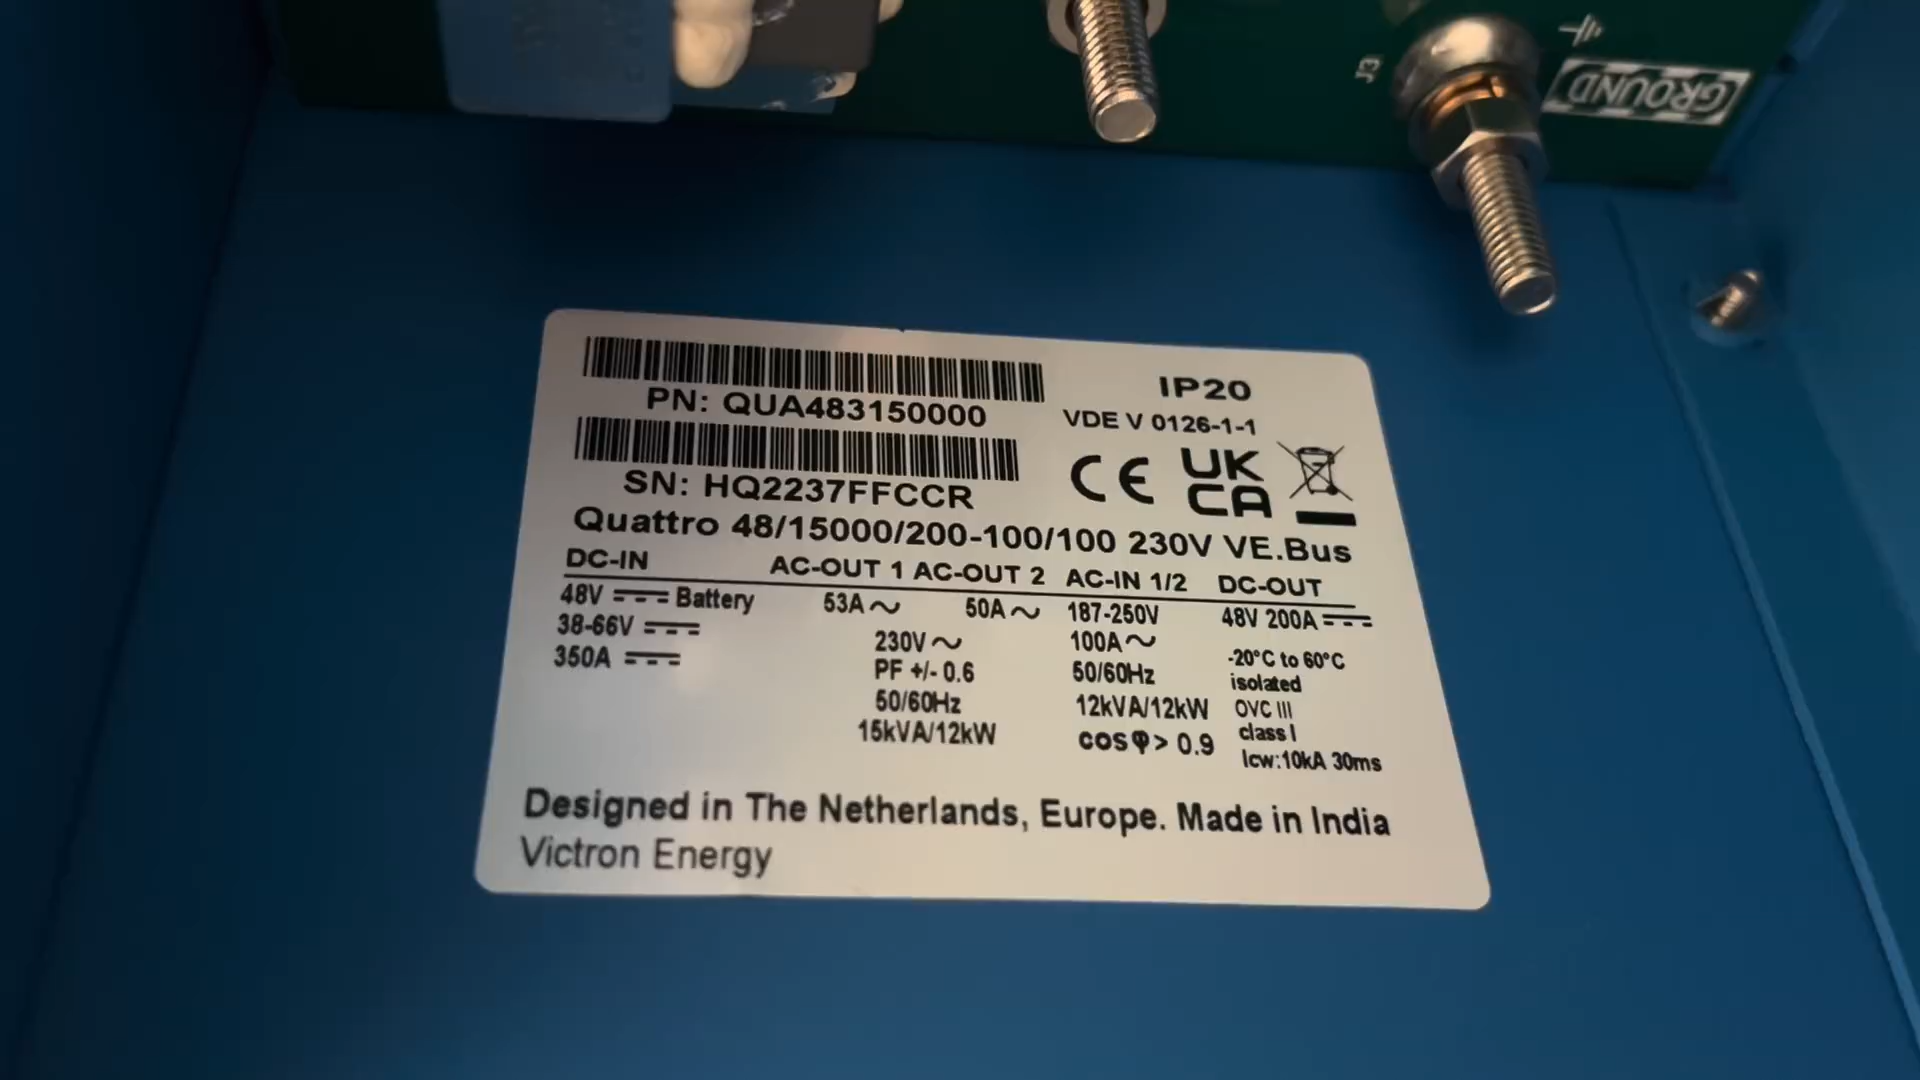 J3
GROUND
PN: QUA483150000
IP20
VDE V 0126-1-1
SN: HQ2237FFCCR
CE UK CA
Quattro 48/15000/200-100/100 230V VE.Bus
DC-IN AC-OUT 1 AC-OUT 2 AC-IN 1/2 DC-OUT
48V ⎓ Battery 53A~ 50A~ 187-250V 48V 200A ⎓
38-66V ⎓ 230V~ 100A~ -20°C to 60°C
350A ⎓ PF +/- 0.6 50/60Hz isolated
50/60Hz 12kVA/12kW OVC III
15kVA/12kW cos φ > 0.9 class I
Icw:10kA 30ms
Designed in The Netherlands, Europe. Made in India
Victron Energy